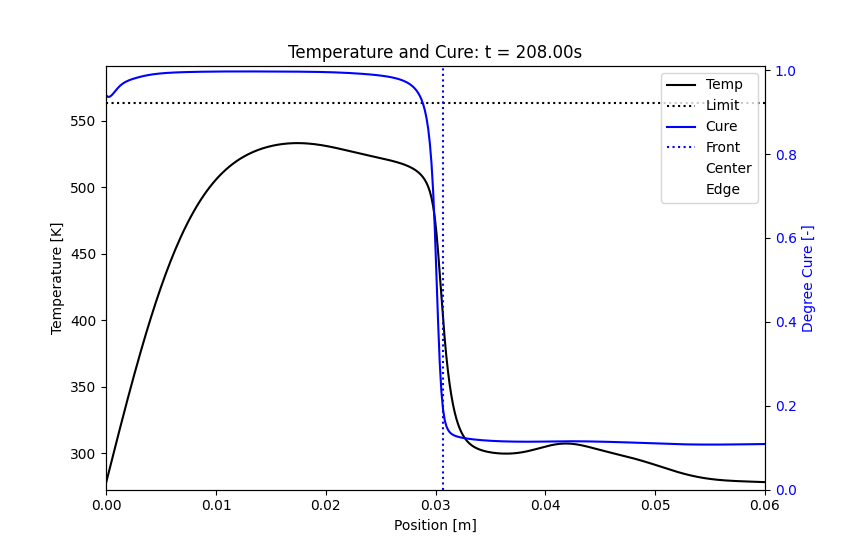 Temperature and Cure: t = 208.00s
Temp
Limit
Cure
Front
Center
Edge
Temperature [K]
550
500
450
400
350
300
Degree Cure [-]
1.0
0.8
0.6
0.4
0.2
0.0
0.00 0.01 0.02 0.03 0.04 0.05 0.06
Position [m]